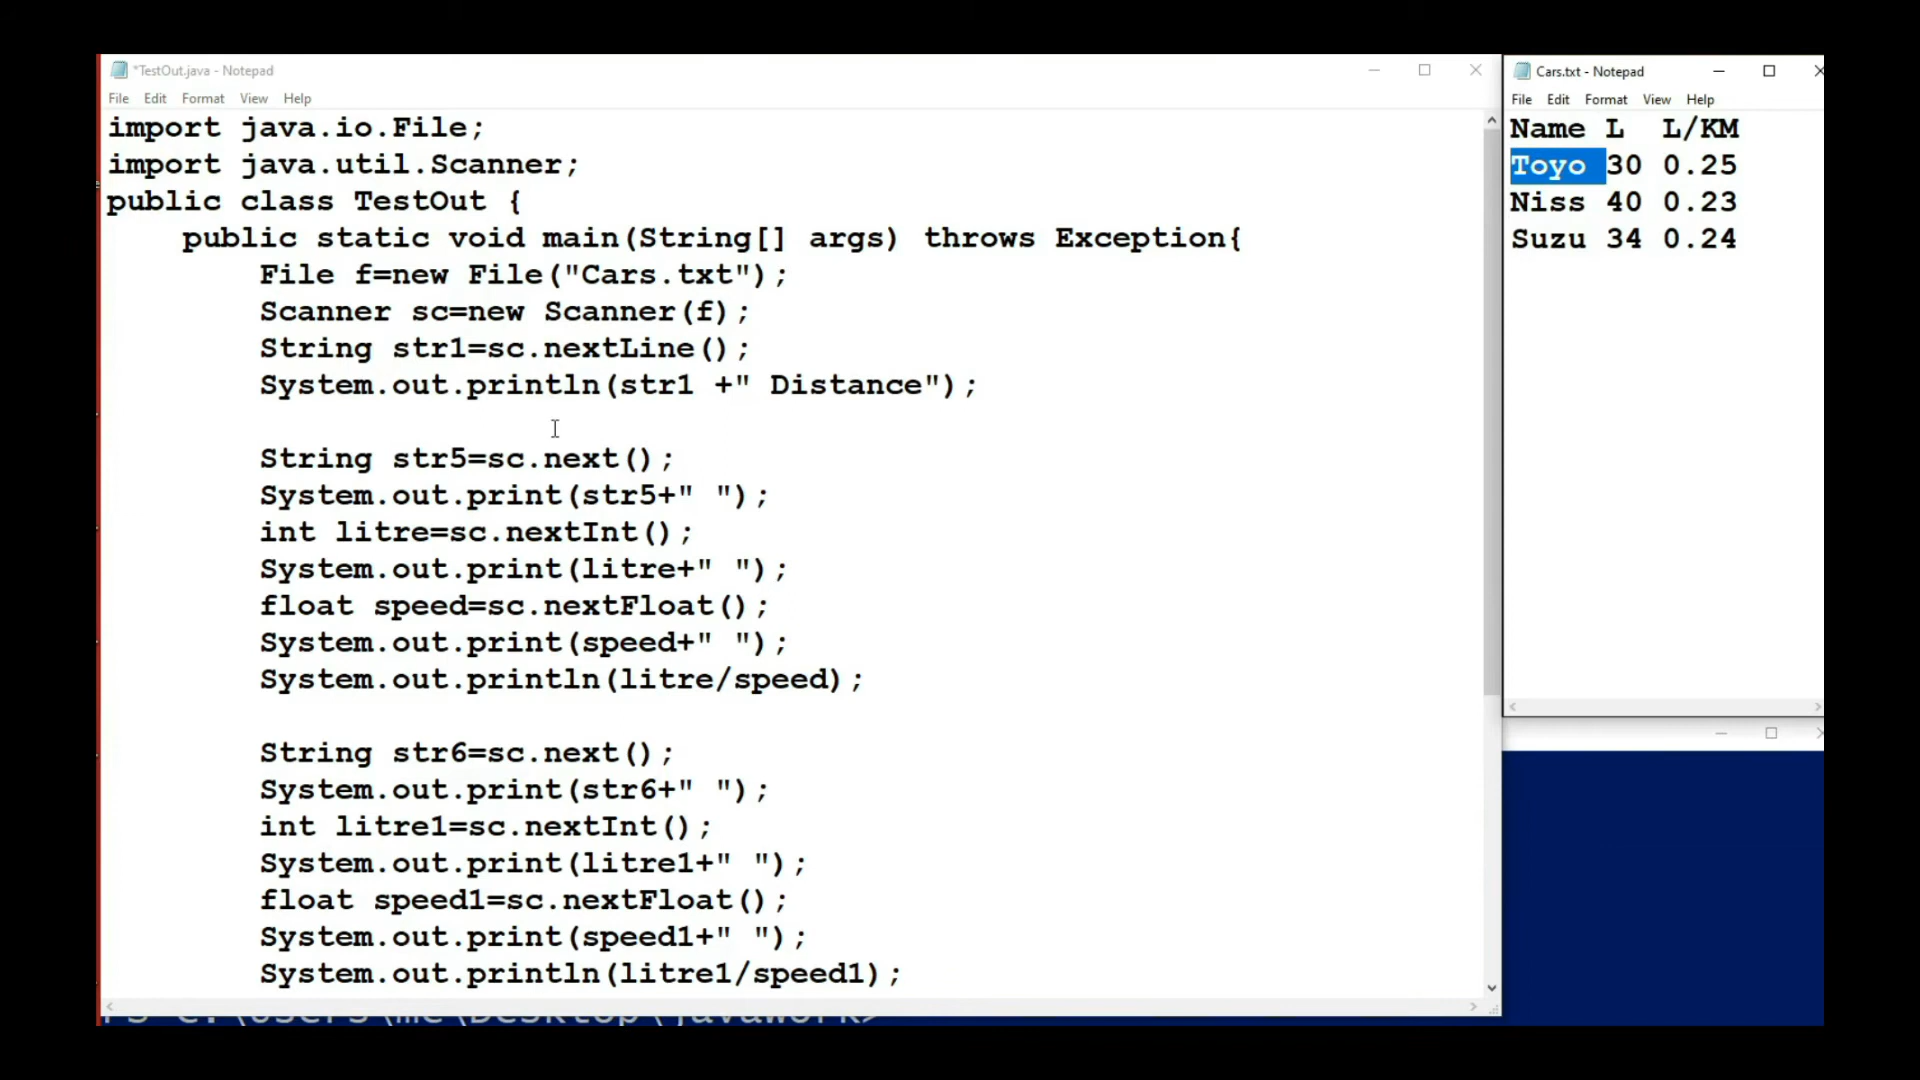 *TestOut.java - Notepad
File Edit Format View Help
import java.io.File;
import java.util.Scanner;
public class TestOut {
public static void main(String[] args) throws Exception{
File f=new File("Cars.txt");
Scanner sc=new Scanner(f);
String str1=sc.nextLine();
System.out.println(str1 +" Distance");
String str5=sc.next();
System.out.print(str5+" ");
int litre=sc.nextInt();
System.out.print(litre+" ");
float speed=sc.nextFloat();
System.out.print(speed+" ");
System.out.println(litre/speed);
String str6=sc.next();
System.out.print(str6+" ");
int litre1=sc.nextInt();
System.out.print(litre1+" ");
float speed1=sc.nextFloat();
System.out.print(speed1+" ");
System.out.println(litre1/speed1);
PS C:\Users\me\Desktop\javawork>
Cars.txt - Notepad
File Edit Format View Help
Name L L/KM
Toyo 30 0.25
Niss 40 0.23
Suzu 34 0.24